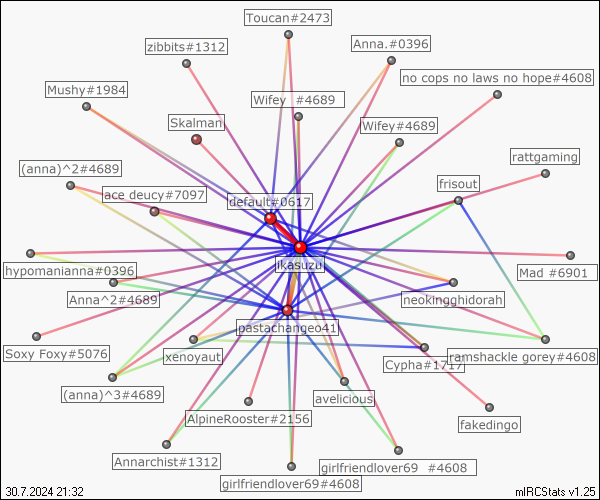 Toucan#2473
zibbits#1312
Anna.#0396
no cops no laws no hope#4608
Mushy#1984
Wifey #4689
Skalman
Wifey#4689
rattgaming
(anna)^2#4689
frisout
ace deucy#7097
default#0617
ikasuzu
Mad #6901
hypomanianna#0396
Anna^2#4689
neokingghidorah
pastachangeo41
Soxy Foxy#5076
xenoyaut
ramshackle gorey#4608
Cypha#1717
(anna)^3#4689
avelicious
AlpineRooster#2156
fakedingo
Annarchist#1312
girlfriendlover69 #4608
girlfriendlover69#4608
30.7.2024 21:32
mIRCStats v1.25